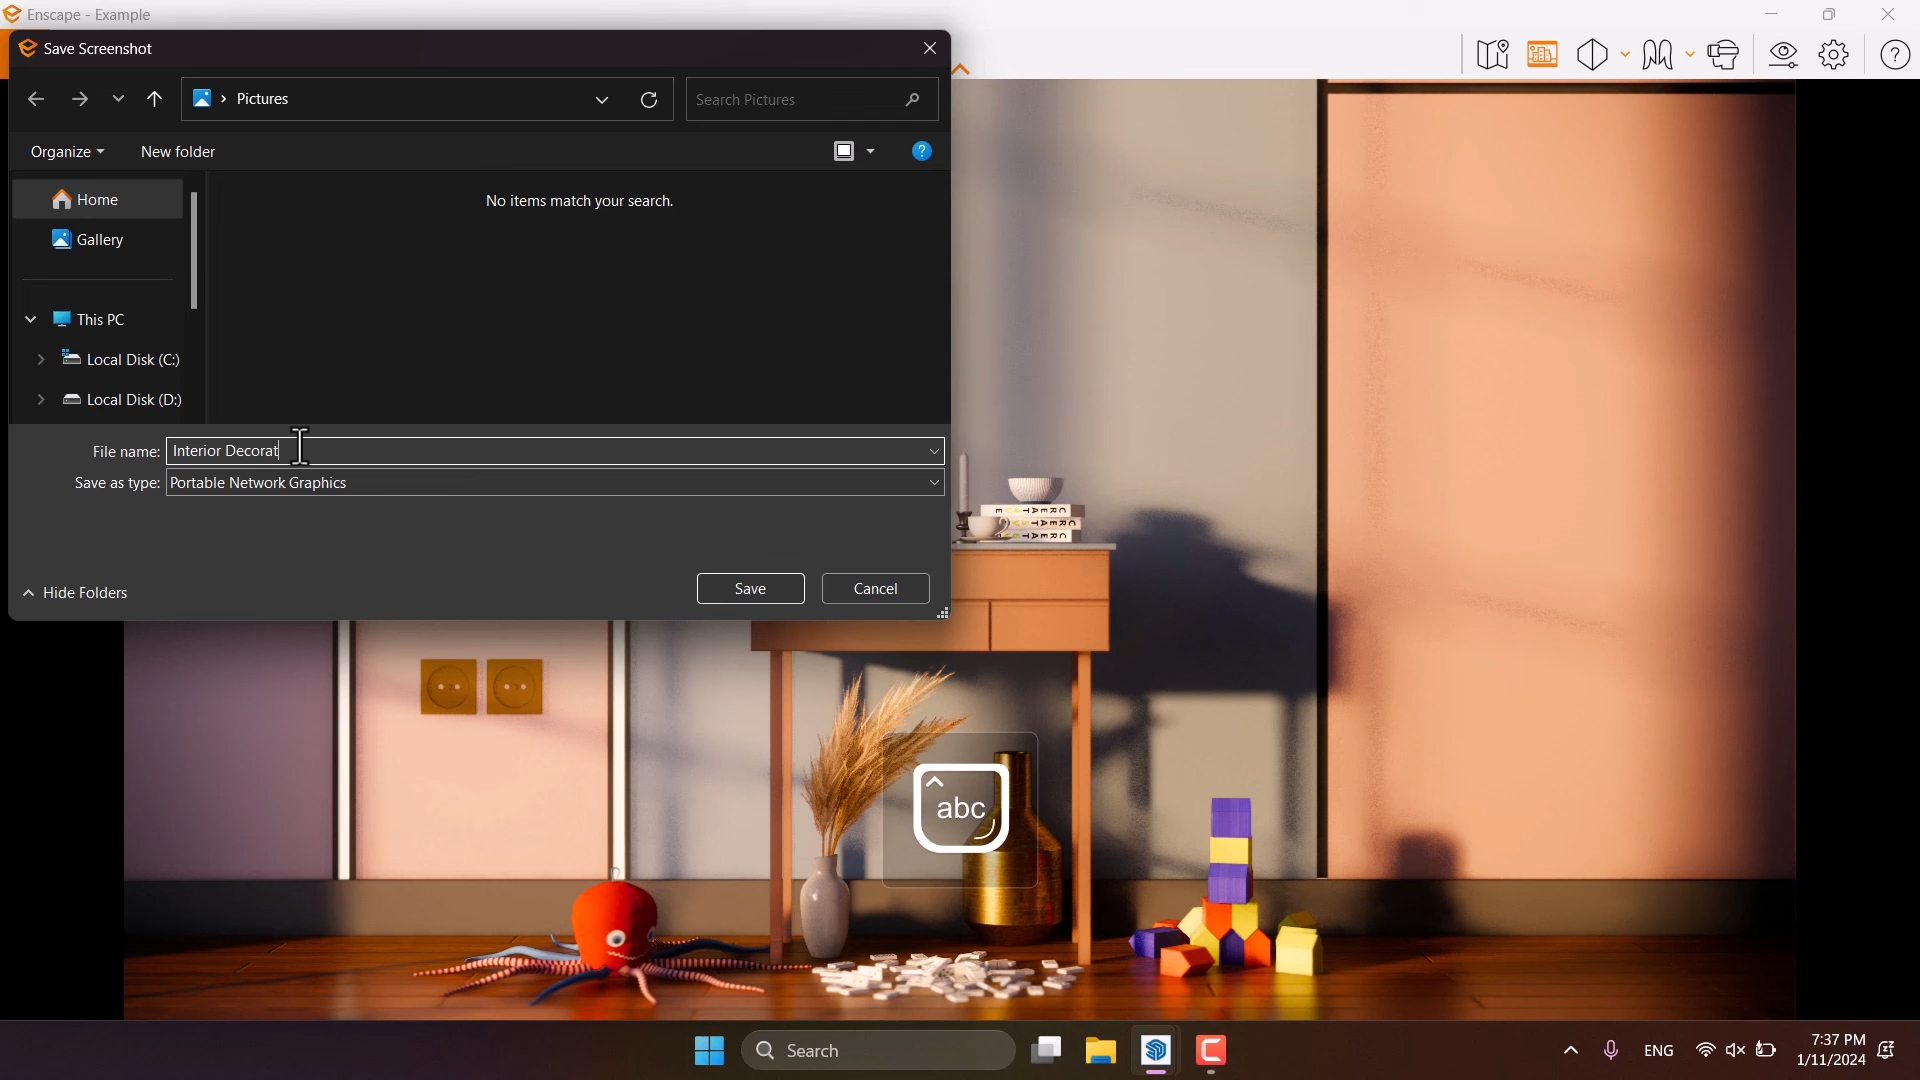 Enscape - Example
Save Screenshot
Pictures
Search Pictures
Organize
New folder
No items match your search.
Home
Gallery
This PC
Local Disk (C:)
Local Disk (D:)
File name: Interior Decorat
Save as type: Portable Network Graphics
Hide Folders
Save
Cancel
abc
Search
ENG
7:37 PM
1/11/2024